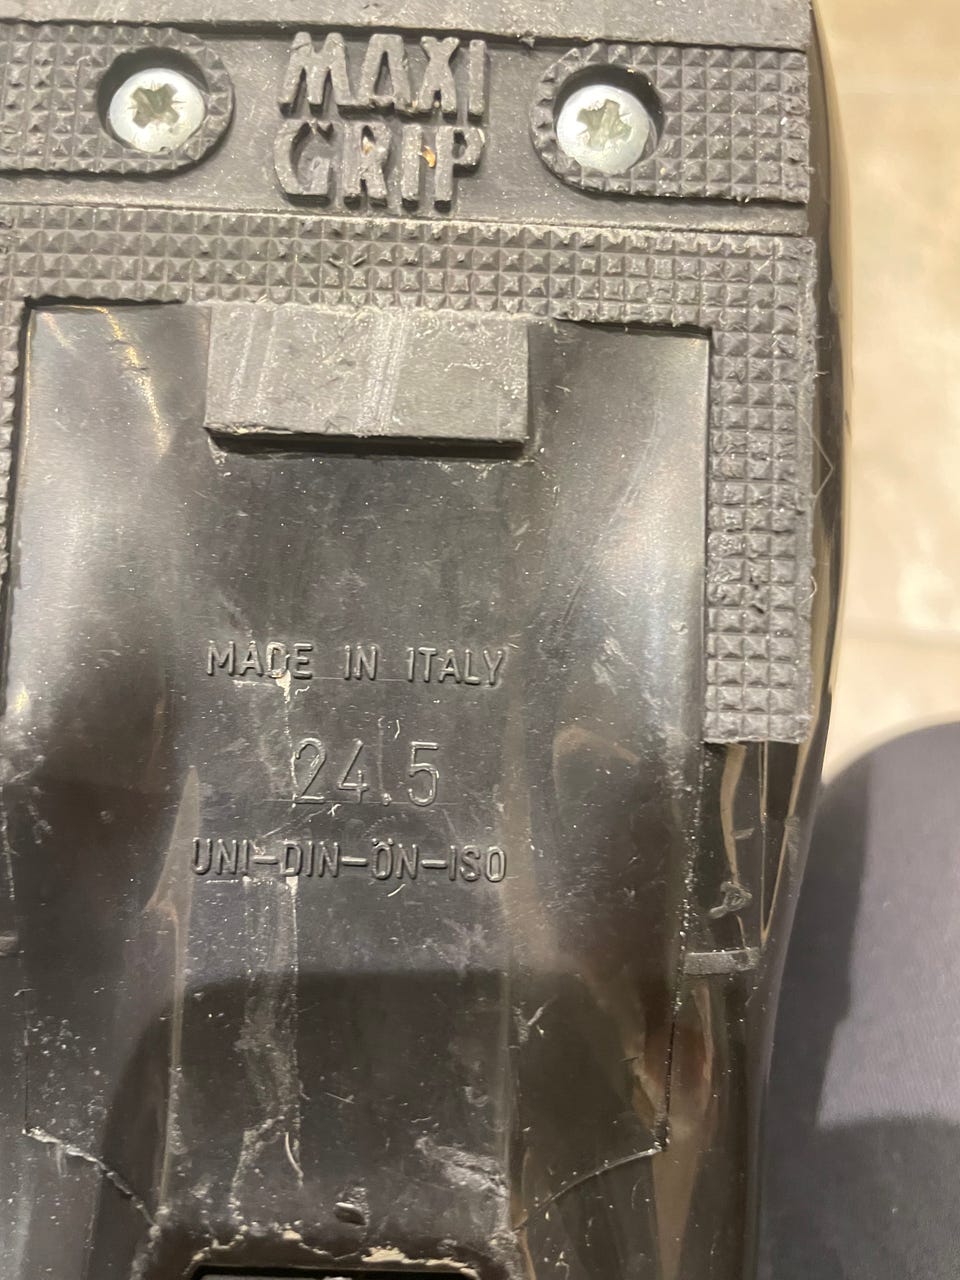 MAXI
GRIP
MADE IN ITALY
24.5
UNI-DIN-ÖN-ISO